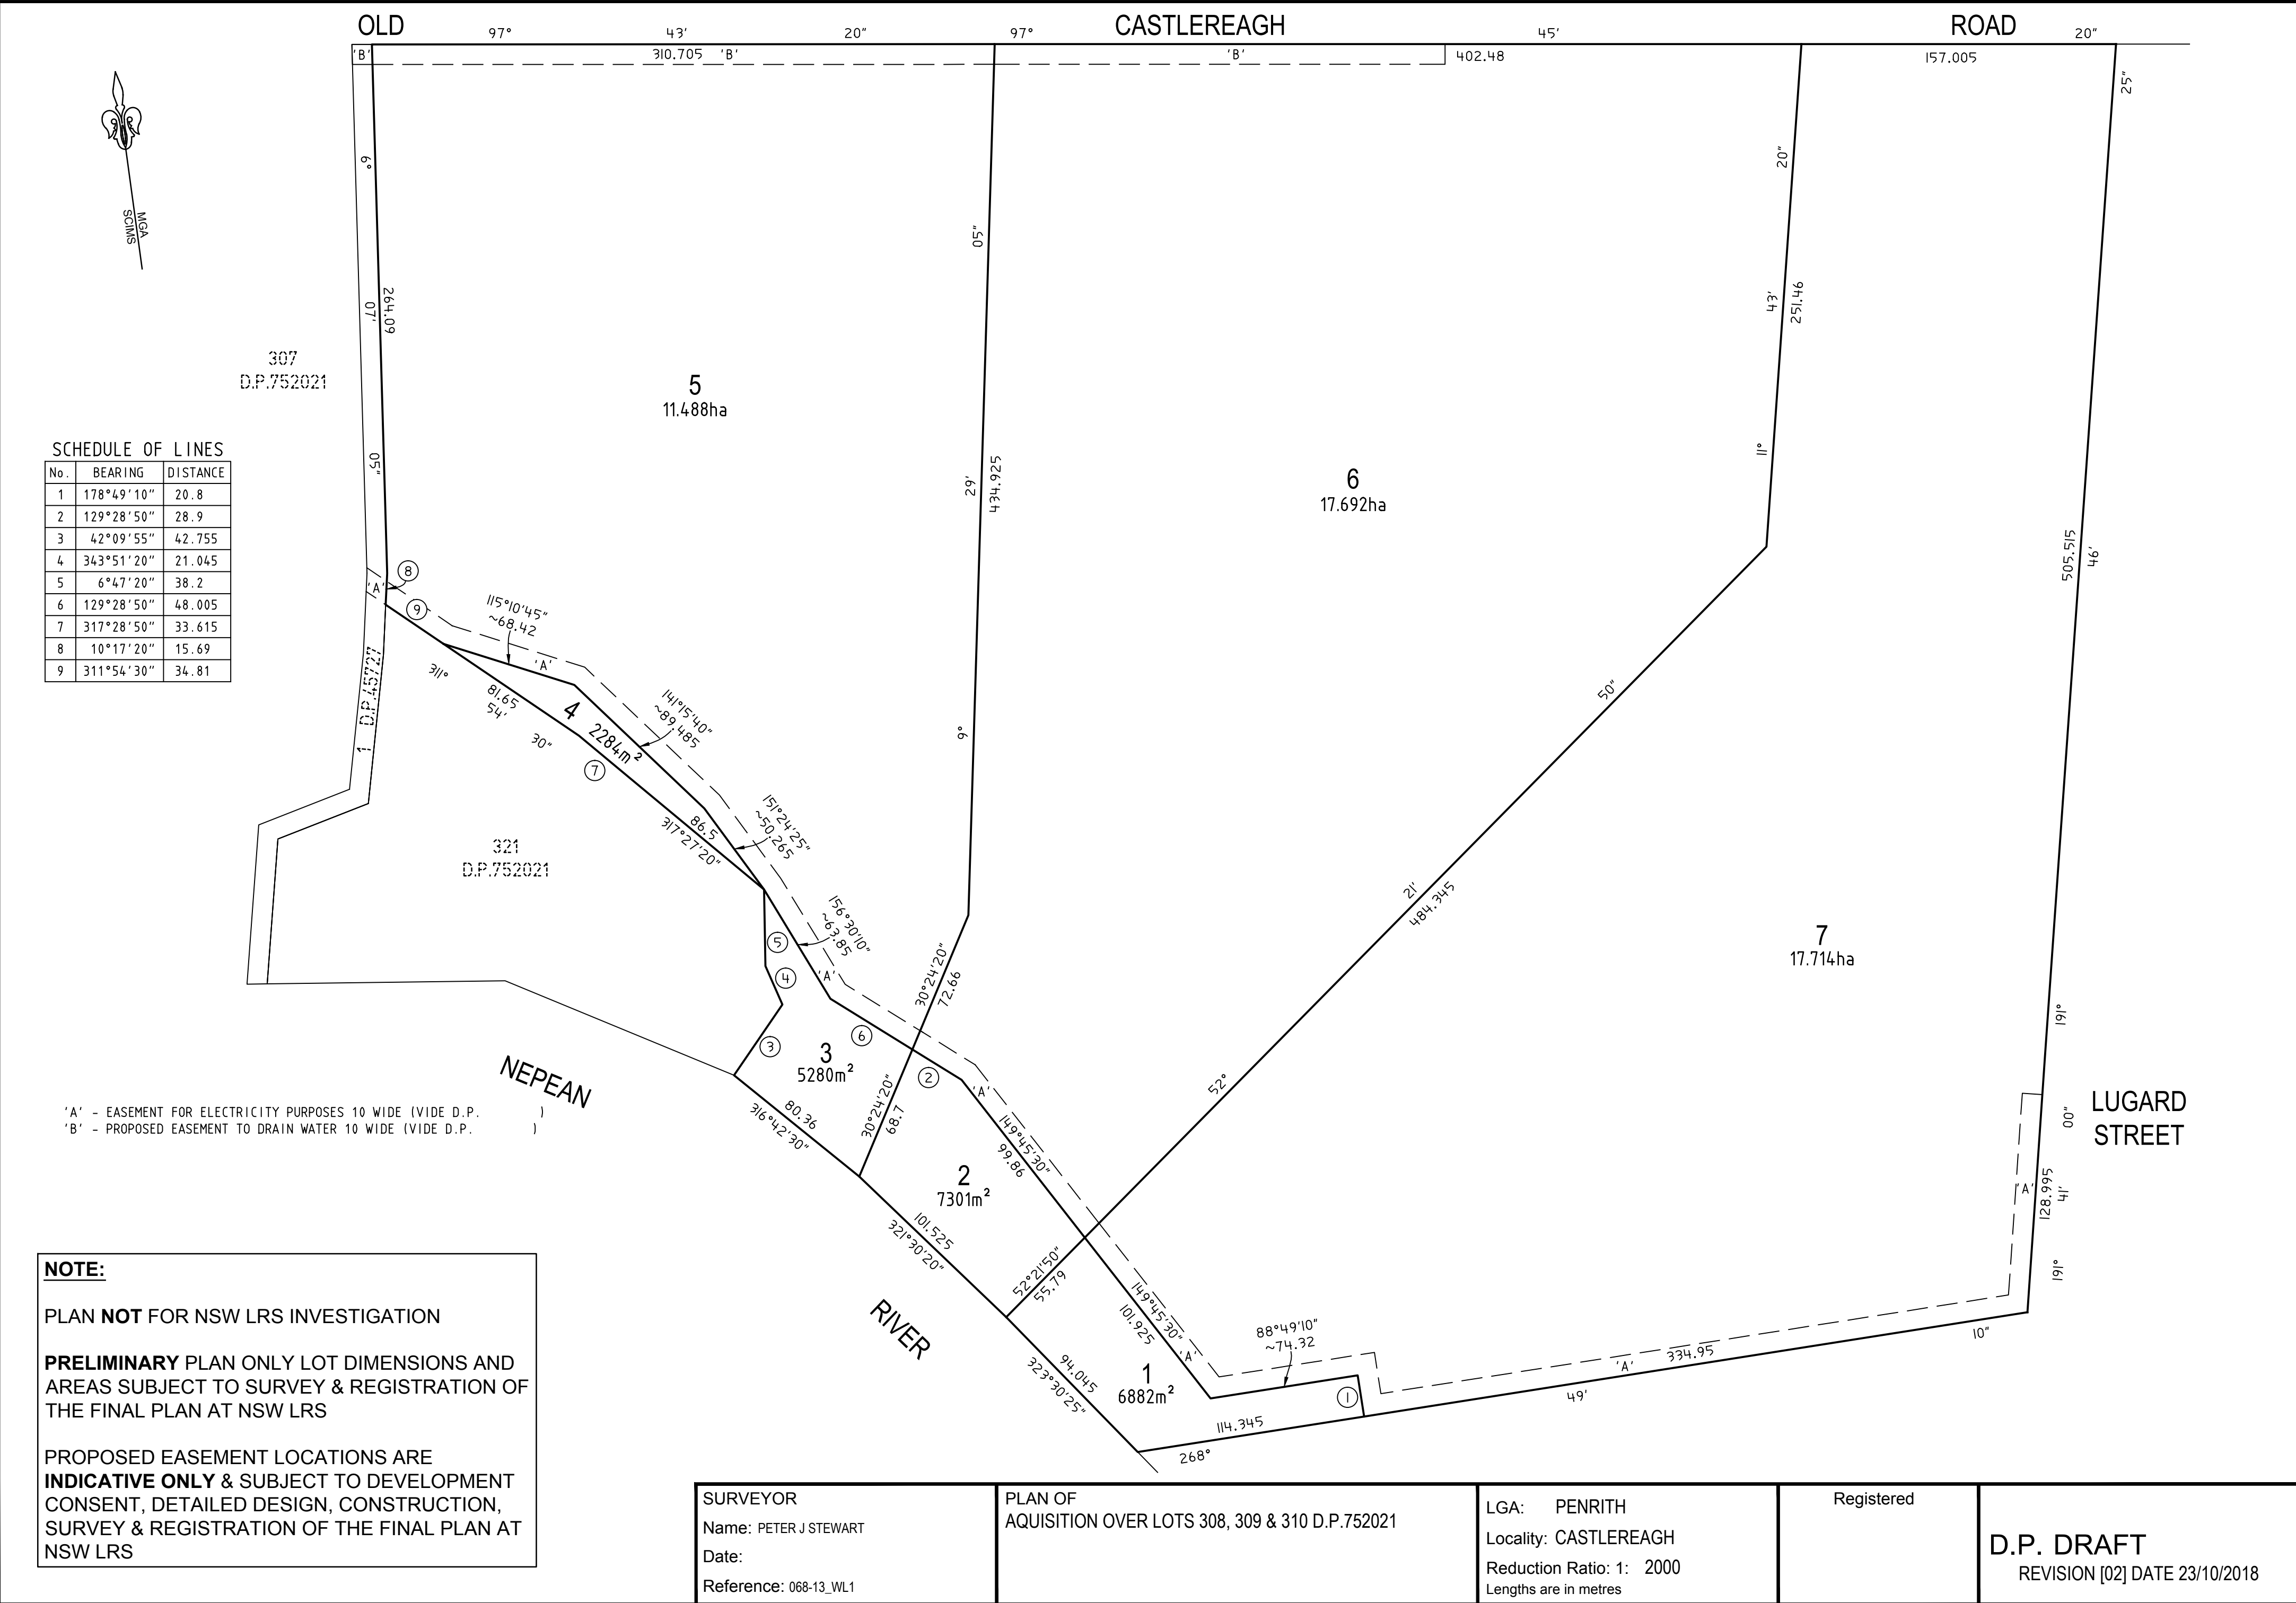 OLD CASTLEREAGH ROAD
97° 43' 20" 97° 45' 20"
'B' 310.705 'B' 'B' 402.48 157.005
MGA
SCIMS
6°
07'
05"
264.09
05"
29'
9°
434.925
20"
43'
11°
251.46
25"
46'
191°
505.515
307
D.P.752021
5
11.488ha
6
17.692ha
7
17.714ha
SCHEDULE OF LINES
No. BEARING DISTANCE
1 178°49'10" 20.8
2 129°28'50" 28.9
3 42°09'55" 42.755
4 343°51'20" 21.045
5 6°47'20" 38.2
6 129°28'50" 48.005
7 317°28'50" 33.615
8 10°17'20" 15.69
9 311°54'30" 34.81
'A'
8
9
115°10'45"
~68.42
'A'
311°
81.65
54'
30"
4
2284m²
7
141°15'40"
~89.485
151°24'25"
~50.265
86.5
317°27'20"
1 D.P.45727
321
D.P.752021
156°30'10"
~63.85
5
4
'A'
6
3
3
5280m²
30°24'20"
72.66
2
'A'
50"
21'
484.345
52°
NEPEAN
80.36
316°42'30"
30°24'20"
68.7
149°45'30"
99.86
2
7301m²
101.525
321°30'20"
52°21'50"
55.79
RIVER
149°45'30"
101.925
'A'
88°49'10"
~74.32
1
1
6882m²
94.045
323°30'25"
114.345
268°
'A' 334.95
49'
10"
'A'
00"
128.995
41'
191°
LUGARD
STREET
'A' - EASEMENT FOR ELECTRICITY PURPOSES 10 WIDE (VIDE D.P. )
'B' - PROPOSED EASEMENT TO DRAIN WATER 10 WIDE (VIDE D.P. )
NOTE:
PLAN NOT FOR NSW LRS INVESTIGATION
PRELIMINARY PLAN ONLY LOT DIMENSIONS AND
AREAS SUBJECT TO SURVEY & REGISTRATION OF
THE FINAL PLAN AT NSW LRS
PROPOSED EASEMENT LOCATIONS ARE
INDICATIVE ONLY & SUBJECT TO DEVELOPMENT
CONSENT, DETAILED DESIGN, CONSTRUCTION,
SURVEY & REGISTRATION OF THE FINAL PLAN AT
NSW LRS
SURVEYOR
Name: PETER J STEWART
Date:
Reference: 068-13_WL1
PLAN OF
AQUISITION OVER LOTS 308, 309 & 310 D.P.752021
LGA: PENRITH
Locality: CASTLEREAGH
Reduction Ratio: 1: 2000
Lengths are in metres
Registered
D.P. DRAFT
REVISION [02] DATE 23/10/2018